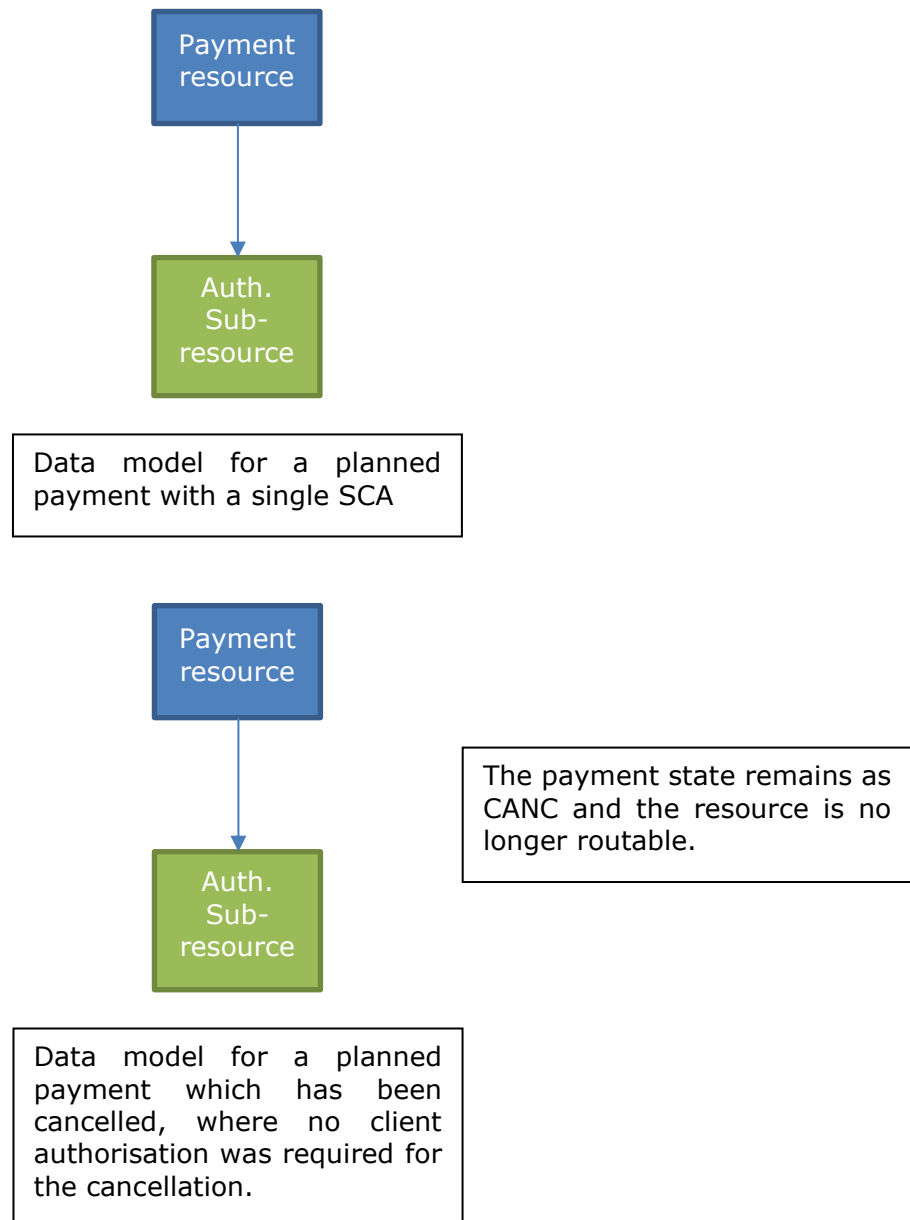 Payment
resource
Auth.
Sub-
resource
Data model for a planned
payment with a single SCA
Payment
resource
The payment state remains as
CANC and the resource is no
longer routable.
Auth.
Sub-
resource
Data model for a planned
payment which has been
cancelled, where no client
authorisation was required for
the cancellation.